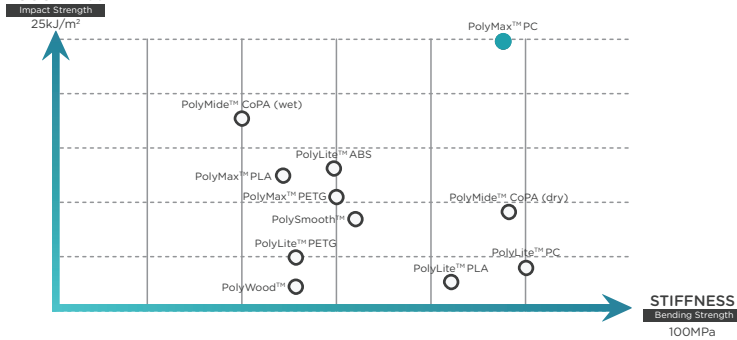 Impact Strength
25kJ/m²
PolyMax™ PC
PolyMide™ CoPA (wet)
PolyLite™ ABS
PolyMax™ PLA
PolyMax™ PETG
PolyMide™ CoPA (dry)
PolySmooth™
PolyLite™ PETG
PolyLite™ PC
PolyLite™ PLA
PolyWood™
STIFFNESS
Bending Strength
100MPa